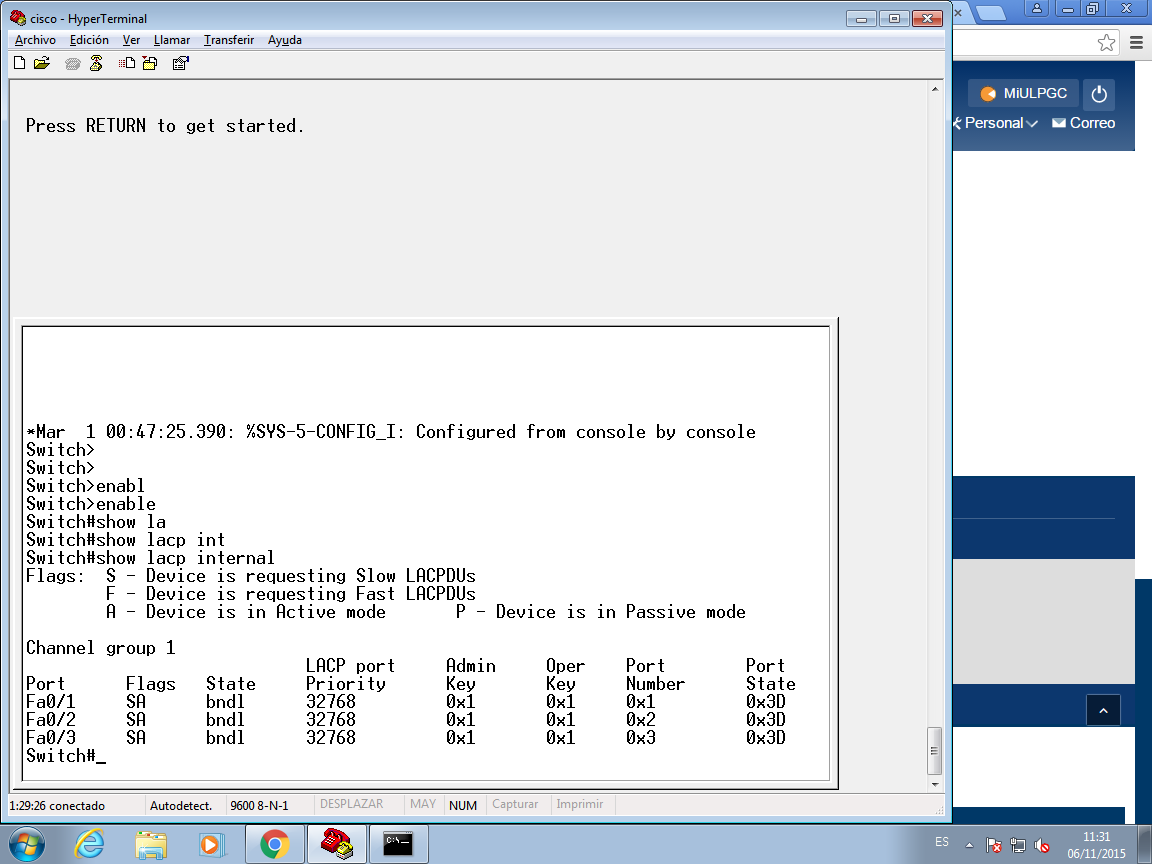 cisco - HyperTerminal
Archivo Edición Ver Llamar Transferir Ayuda
Press RETURN to get started.
*Mar  1 00:47:25.390: %SYS-5-CONFIG_I: Configured from console by console
Switch>
Switch>
Switch>enabl
Switch>enable
Switch#show la
Switch#show lacp int
Switch#show lacp internal
Flags:  S - Device is requesting Slow LACPDUs
        F - Device is requesting Fast LACPDUs
        A - Device is in Active mode       P - Device is in Passive mode
Channel group 1
                            LACP port     Admin     Oper    Port        Port
Port      Flags   State     Priority      Key       Key     Number      State
Fa0/1     SA      bndl      32768         0x1       0x1     0x1         0x3D
Fa0/2     SA      bndl      32768         0x1       0x1     0x2         0x3D
Fa0/3     SA      bndl      32768         0x1       0x1     0x3         0x3D
Switch#_
1:29:26 conectado Autodetect. 9600 8-N-1 DESPLAZAR MAY NUM Capturar Imprimir
MiULPGC
Personal Correo
C:\
ES
11:31
06/11/2015